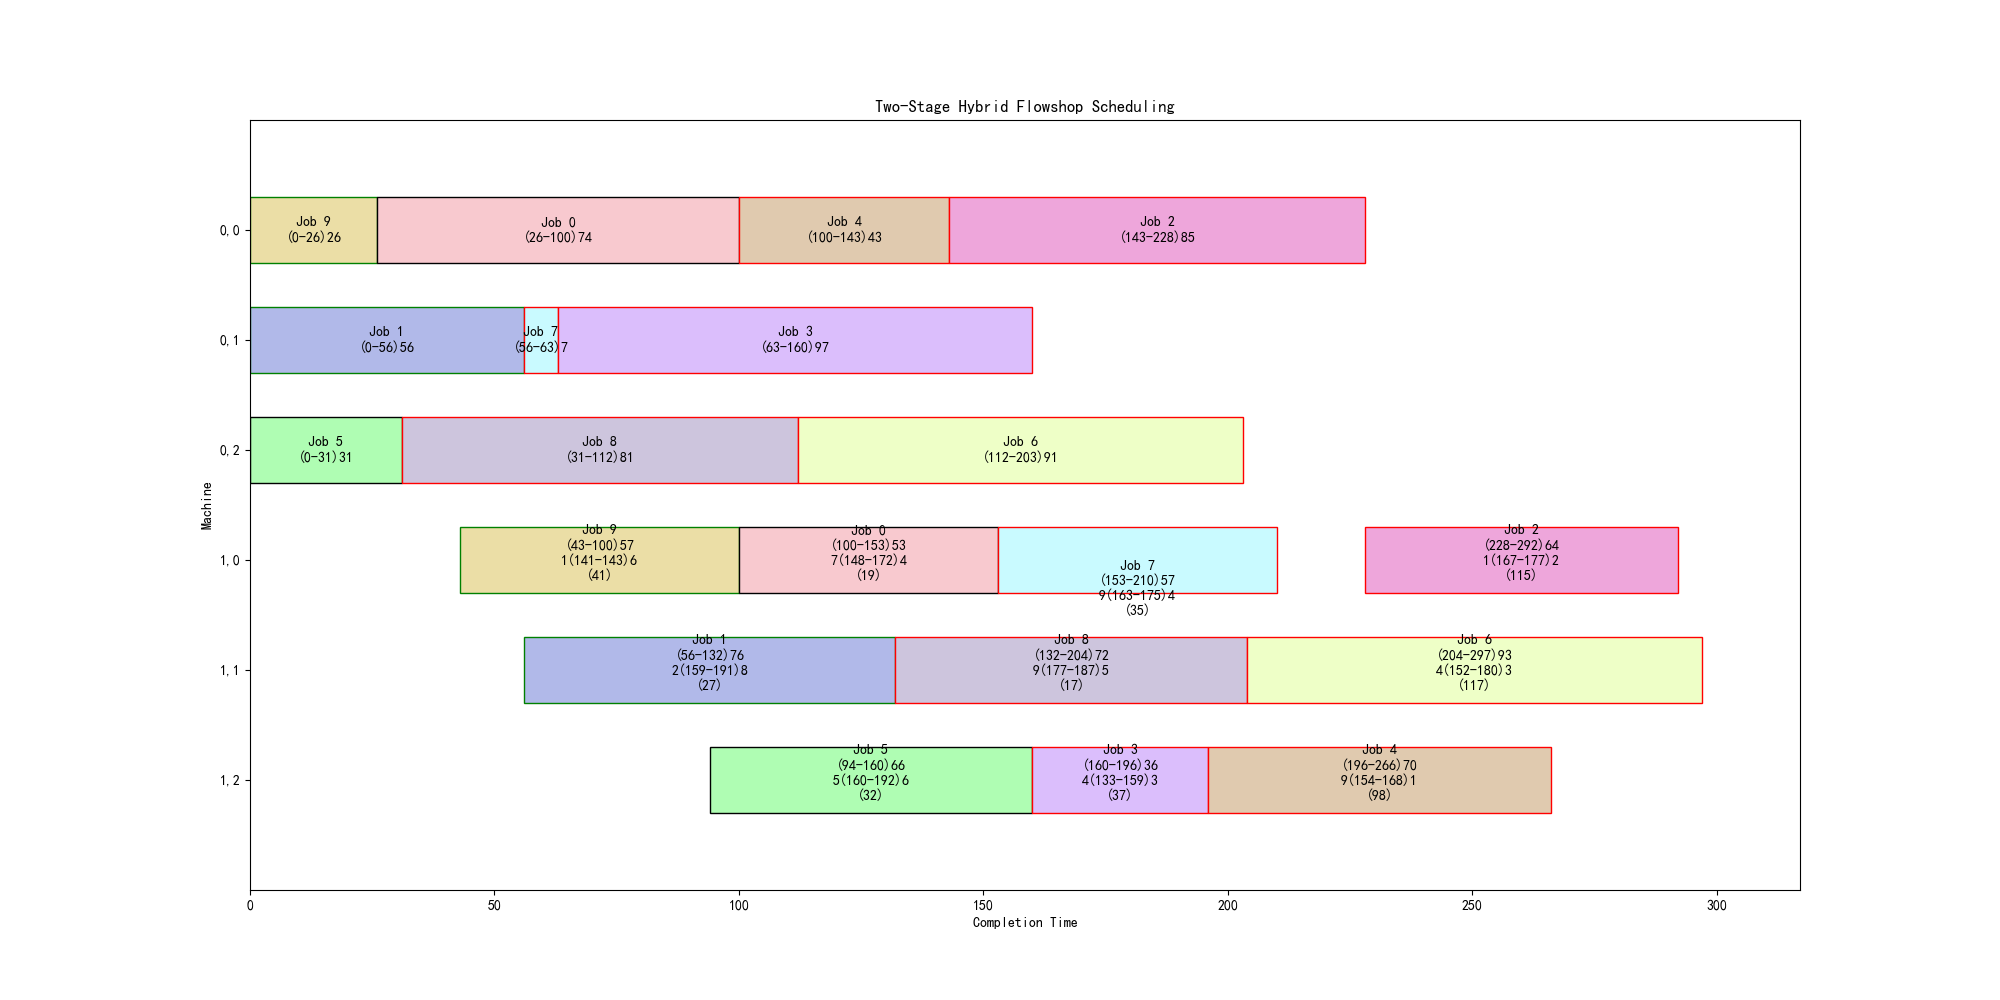 Two-Stage Hybrid Flowshop Scheduling
0,0
Job 9
(0-26)26
Job 0
(26-100)74
Job 4
(100-143)43
Job 2
(143-228)85
0,1
Job 1
(0-56)56
Job 7
(56-63)7
Job 3
(63-160)97
0,2
Job 5
(0-31)31
Job 8
(31-112)81
Job 6
(112-203)91
Machine
1,0
Job 9
(43-100)57
1(141-143)6
(41)
Job 0
(100-153)53
7(148-172)4
(19)
Job 7
(153-210)57
9(163-175)4
(35)
Job 2
(228-292)64
1(167-177)2
(115)
1,1
Job 1
(56-132)76
2(159-191)8
(27)
Job 8
(132-204)72
9(177-187)5
(17)
Job 6
(204-297)93
4(152-180)3
(117)
1,2
Job 5
(94-160)66
5(160-192)6
(32)
Job 3
(160-196)36
4(133-159)3
(37)
Job 4
(196-266)70
9(154-168)1
(98)
0
50
100
150
200
250
300
Completion Time